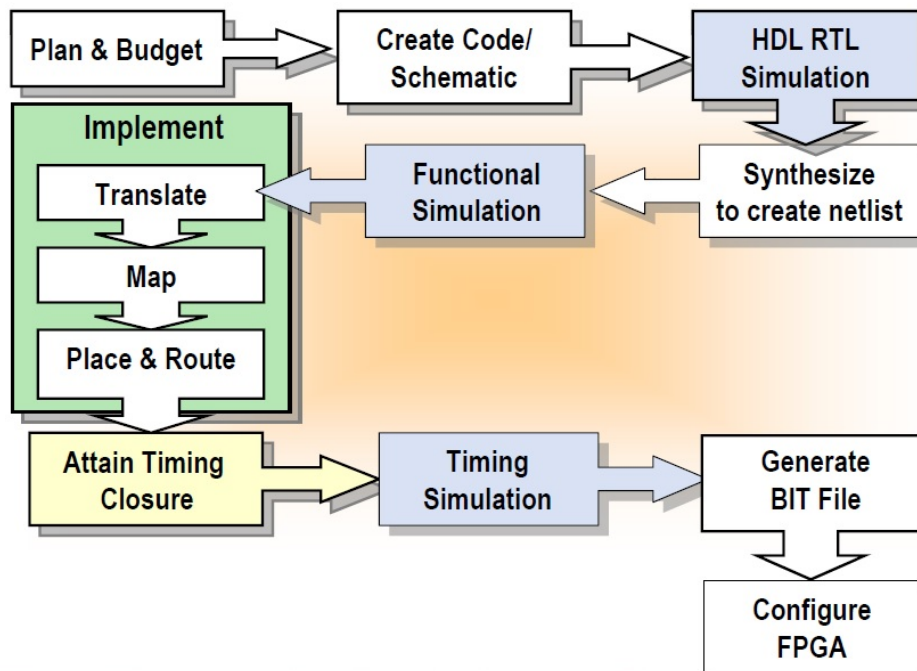 Plan & Budget
Create Code/
Schematic
HDL RTL
Simulation
Implement
Translate
Functional
Simulation
Synthesize
to create netlist
Map
Place & Route
Attain Timing
Closure
Timing
Simulation
Generate
BIT File
Configure
FPGA